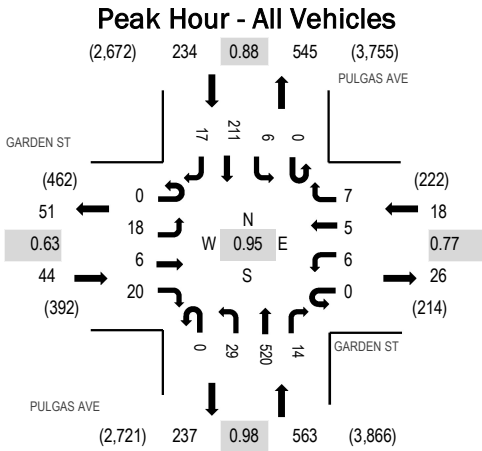 Peak Hour - All Vehicles
(2,672) 234 0.88 545 (3,755)
PULGAS AVE
17 211 6 0
GARDEN ST
(462) 0 7 (222)
51 18 N 5 18
0.63 W 0.95 E 0.77
44 6 S 6 26
(392) 20 0 (214)
0 29 520 14
GARDEN ST
PULGAS AVE
(2,721) 237 0.98 563 (3,866)